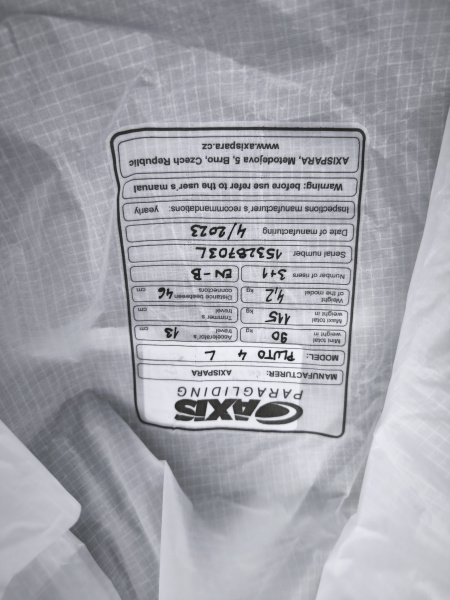 AXIS
PARAGLIDING
MANUFACTURER: AXISPARA
MODEL: PLUTO 4 L
Mini total weight in 90 kg Accelerator's travel 13 cm
Maxi total weight in 115 kg Trimmer's travel cm
Weight of the model 4,2 kg Distance bestween connectors 46 cm
Number of risers 3+1 EN-B
Serial number 1532B703L
Date of manufacturing 4/2023
Inspections manufacturer's recommendations: yearly
Warning: before use refer to the user's manual
AXISPARA, Metodejova 5, Brno, Czech Republic
www.axispara.cz